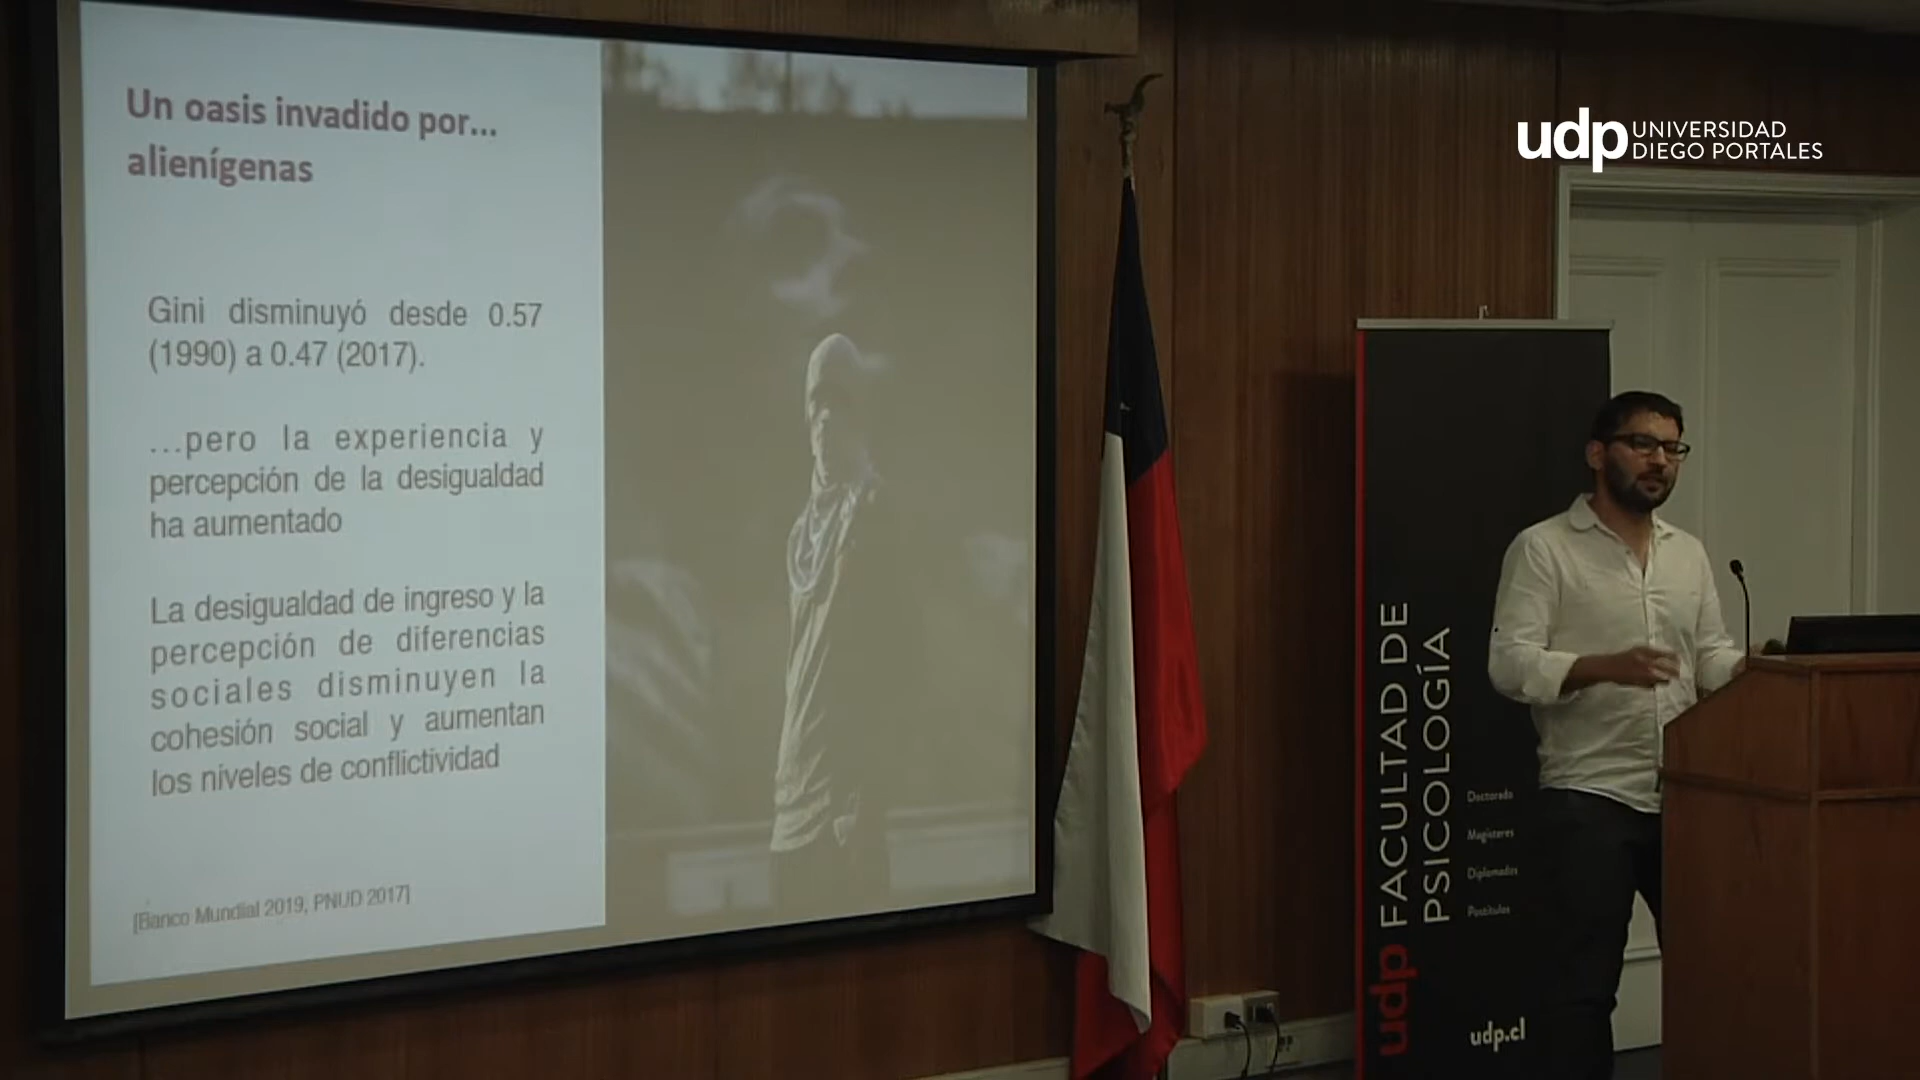 Un oasis invadido por...
alienígenas
Gini disminuyó desde 0.57
(1990) a 0.47 (2017).
...pero la experiencia y
percepción de la desigualdad
ha aumentado
La desigualdad de ingreso y la
percepción de diferencias
sociales disminuyen la
cohesión social y aumentan
los niveles de conflictividad
[Banco Mundial 2019, PNUD 2017]
udp UNIVERSIDAD
DIEGO PORTALES
udp FACULTAD DE
PSICOLOGÍA
Doctorado
Magísteres
Diplomados
Postítulos
udp.cl